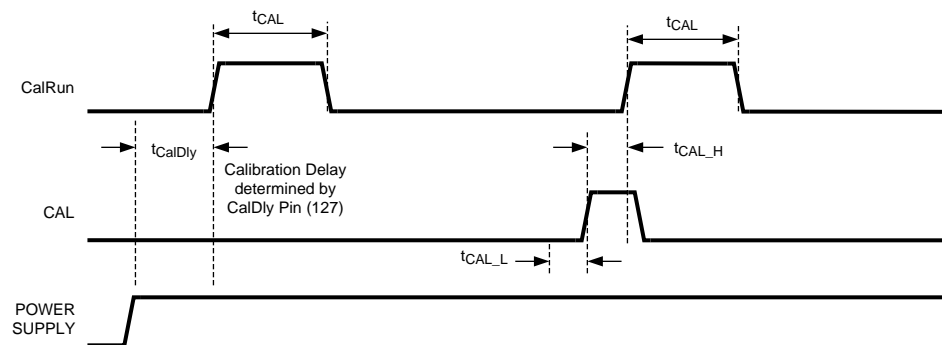 tCAL
tCAL
CalRun
tCalDly
tCAL_H
Calibration Delay
determined by
CalDly Pin (127)
CAL
tCAL_L
POWER
SUPPLY